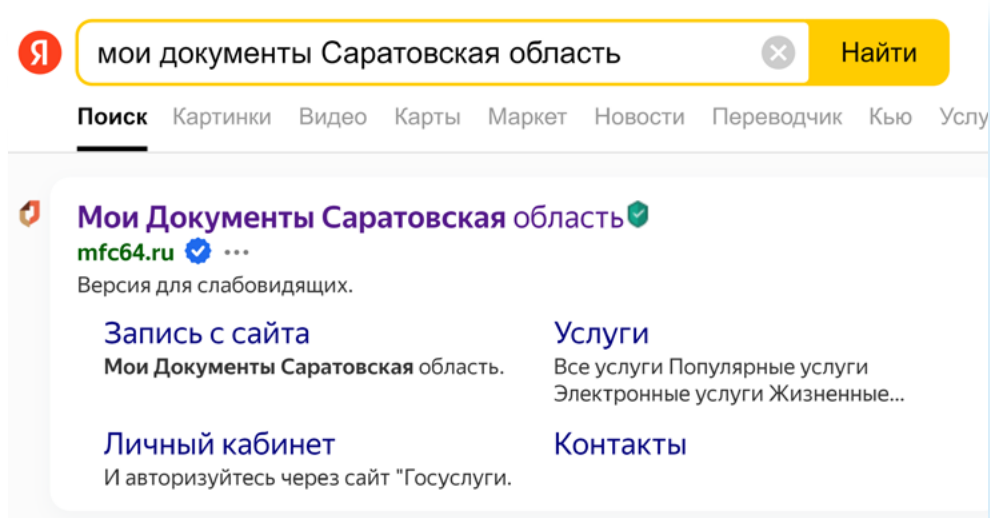 Я мои документы Саратовская область Найти
Поиск Картинки Видео Карты Маркет Новости Переводчик Кью Услу
Мои Документы Саратовская область
mfc64.ru
Версия для слабовидящих.
Запись с сайта
Мои Документы Саратовская область.
Услуги
Все услуги Популярные услуги
Электронные услуги Жизненные...
Личный кабинет
И авторизуйтесь через сайт "Госуслуги.
Контакты